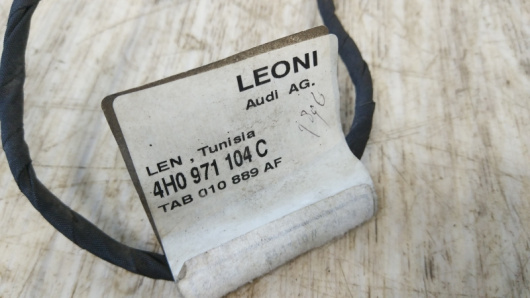 LEONI
Audi AG.
LEN , Tunisia
4H0 971 104 C
TAB 010 889 AF